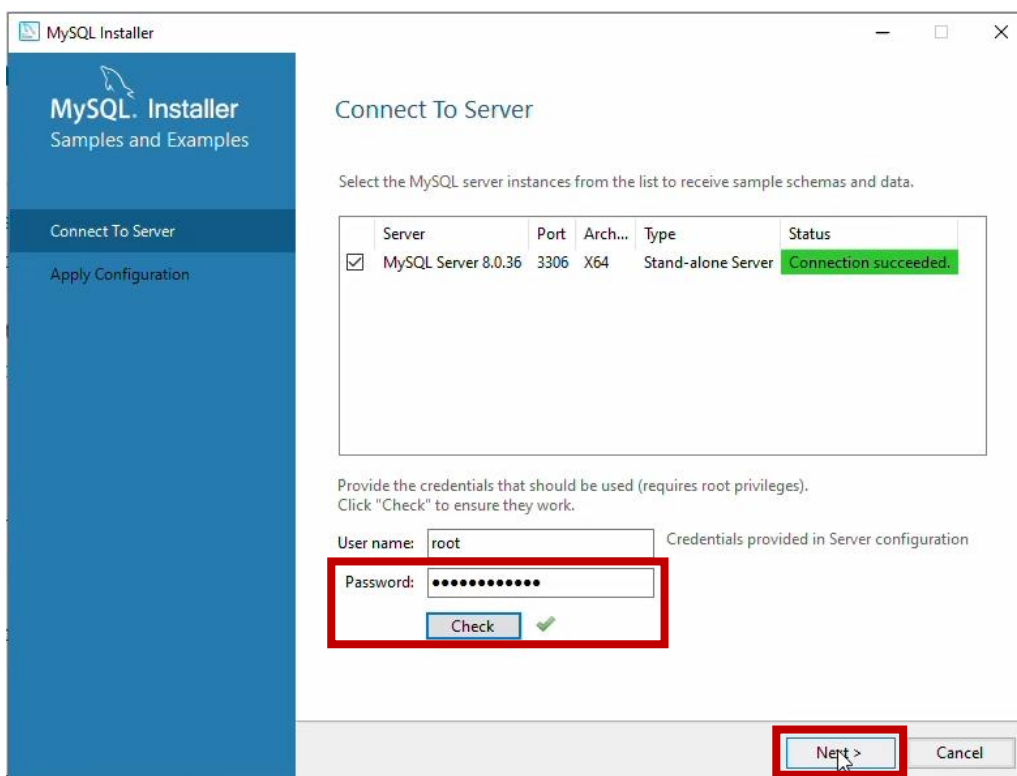 MySQL Installer
MySQL. Installer
Samples and Examples
Connect To Server
Apply Configuration
Connect To Server
Select the MySQL server instances from the list to receive sample schemas and data.
Server Port Arch... Type Status
MySQL Server 8.0.36 3306 X64 Stand-alone Server Connection succeeded.
Provide the credentials that should be used (requires root privileges).
Click "Check" to ensure they work.
User name: root Credentials provided in Server configuration
Password: ●●●●●●●●●●●●
Check
Next > Cancel